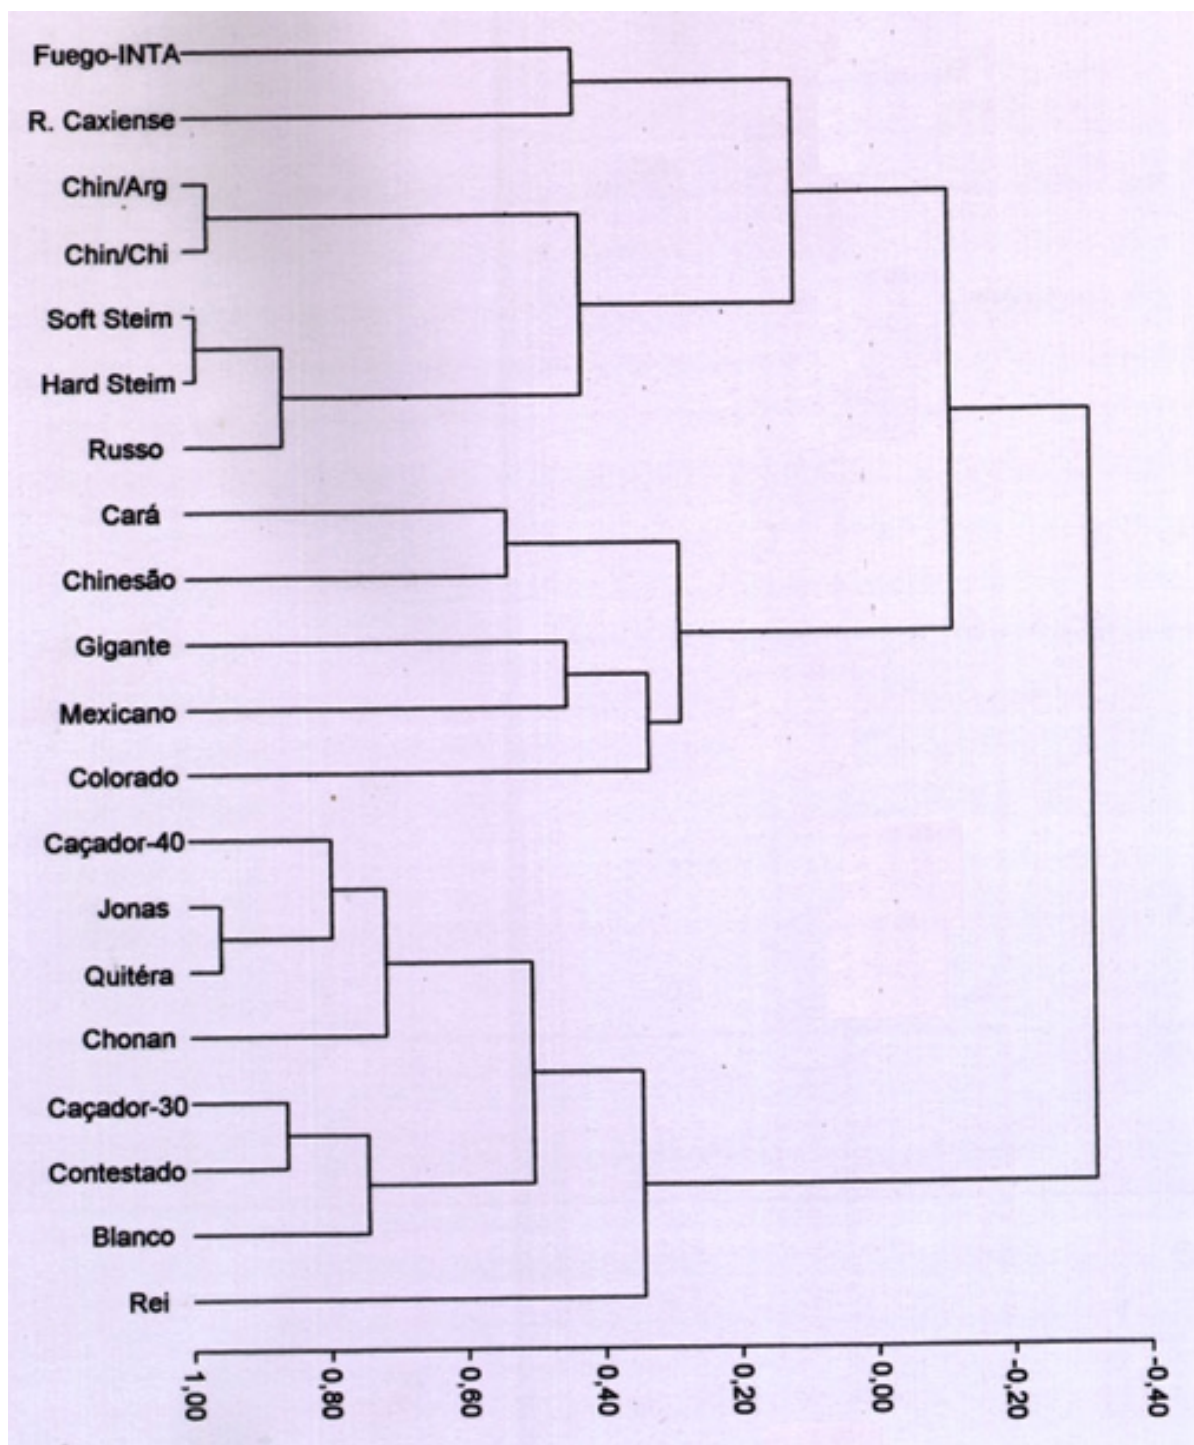 Fuego-INTA
R. Caxiense
Chin/Arg
Chin/Chi
Soft Steim
Hard Steim
Russo
Cará
Chinesão
Gigante
Mexicano
Colorado
Caçador-40
Jonas
Quitéra
Chonan
Caçador-30
Contestado
Blanco
Rei
1,00
0,80
0,60
0,40
0,20
0,00
-0,20
-0,40